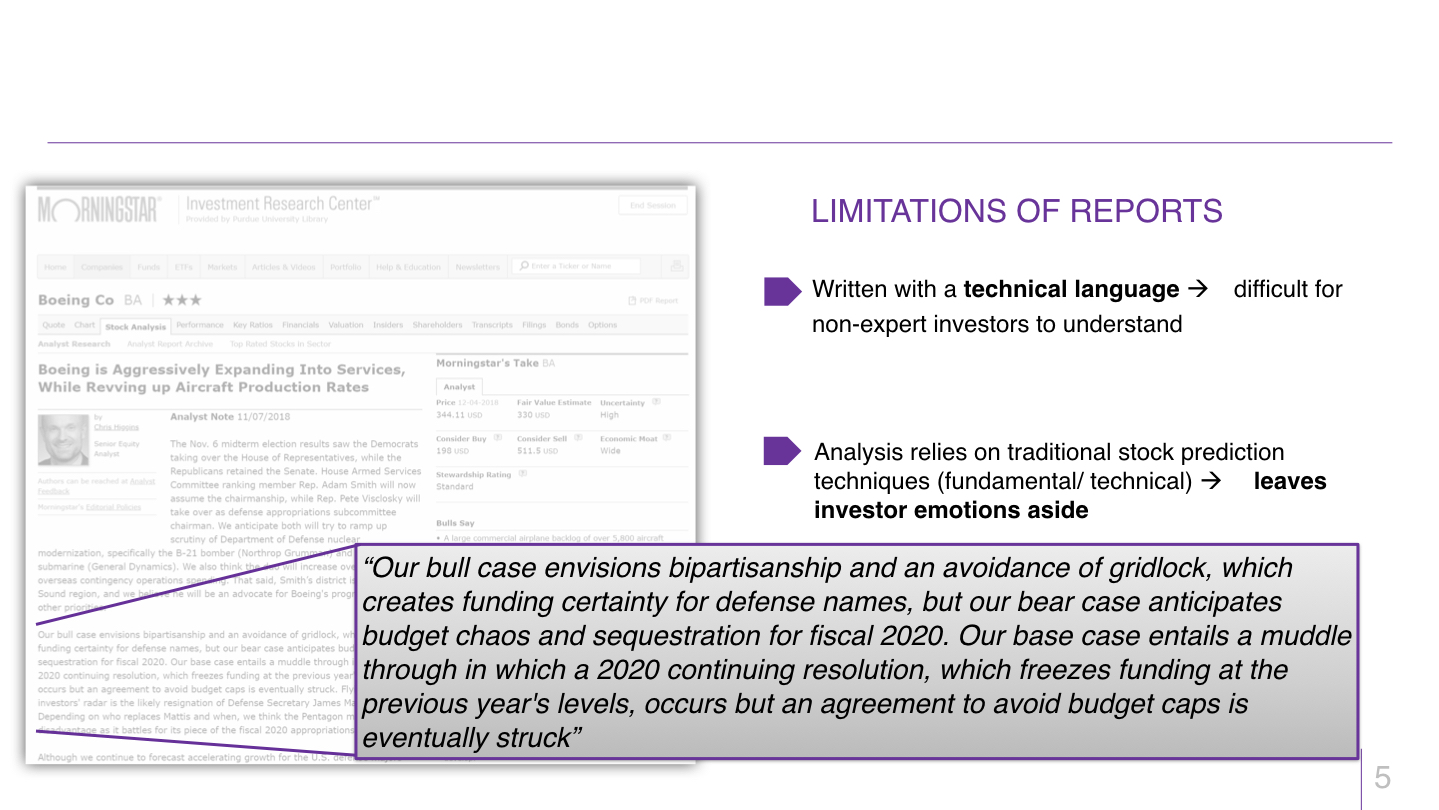 MORNINGSTAR® Investment Research Center℠
Provided by Purdue University Library
End Session
Home Companies Funds ETFs Markets Articles & Videos Portfolio Help & Education Newsletters Enter a Ticker or Name
Boeing Co BA | ★★★
PDF Report
Quote Chart Stock Analysis Performance Key Ratios Financials Valuation Insiders Shareholders Transcripts Filings Bonds Options
Analyst Research Analyst Report Archive Top Rated Stocks in Sector
Boeing is Aggressively Expanding Into Services,
While Revving up Aircraft Production Rates
by
Chris Higgins
Senior Equity
Analyst
Authors can be reached at Analyst
Feedback
Morningstar's Editorial Policies
Analyst Note 11/07/2018
The Nov. 6 midterm election results saw the Democrats
taking over the House of Representatives, while the
Republicans retained the Senate. House Armed Services
Committee ranking member Rep. Adam Smith will now
assume the chairmanship, while Rep. Pete Visclosky will
take over as defense appropriations subcommittee
chairman. We anticipate both will try to ramp up
scrutiny of Department of Defense nuclear
modernization, specifically the B-21 bomber (Northrop Grumman) and
submarine (General Dynamics). We also think the will increase ove
overseas contingency operations spending. That said, Smith's district is
Sound region, and we believe he will be an advocate for Boeing's prog
other priorities
Our bull case envisions bipartisanship and an avoidance of gridlock, wh
funding certainty for defense names, but our bear case anticipates bud
sequestration for fiscal 2020. Our base case entails a muddle through i
2020 continuing resolution, which freezes funding at the previous year
occurs but an agreement to avoid budget caps is eventually struck. Fly
investors' radar is the likely resignation of Defense Secretary James Ma
Depending on who replaces Mattis and when, we think the Pentagon m
disadvantage as it battles for its piece of the fiscal 2020 appropriations
Although we continue to forecast accelerating growth for the U.S. defe
Morningstar's Take BA
Analyst
Price 12-04-2018 Fair Value Estimate Uncertainty
344.11 USD 330 USD High
Consider Buy Consider Sell Economic Moat
198 USD 511.5 USD Wide
Stewardship Rating
Standard
Bulls Say
• A large commercial airplane backlog of over 5,800 aircraft
LIMITATIONS OF REPORTS
Written with a technical language → difficult for
non-expert investors to understand
Analysis relies on traditional stock prediction
techniques (fundamental/ technical) → leaves
investor emotions aside
“Our bull case envisions bipartisanship and an avoidance of gridlock, which
creates funding certainty for defense names, but our bear case anticipates
budget chaos and sequestration for fiscal 2020. Our base case entails a muddle
through in which a 2020 continuing resolution, which freezes funding at the
previous year's levels, occurs but an agreement to avoid budget caps is
eventually struck”
5